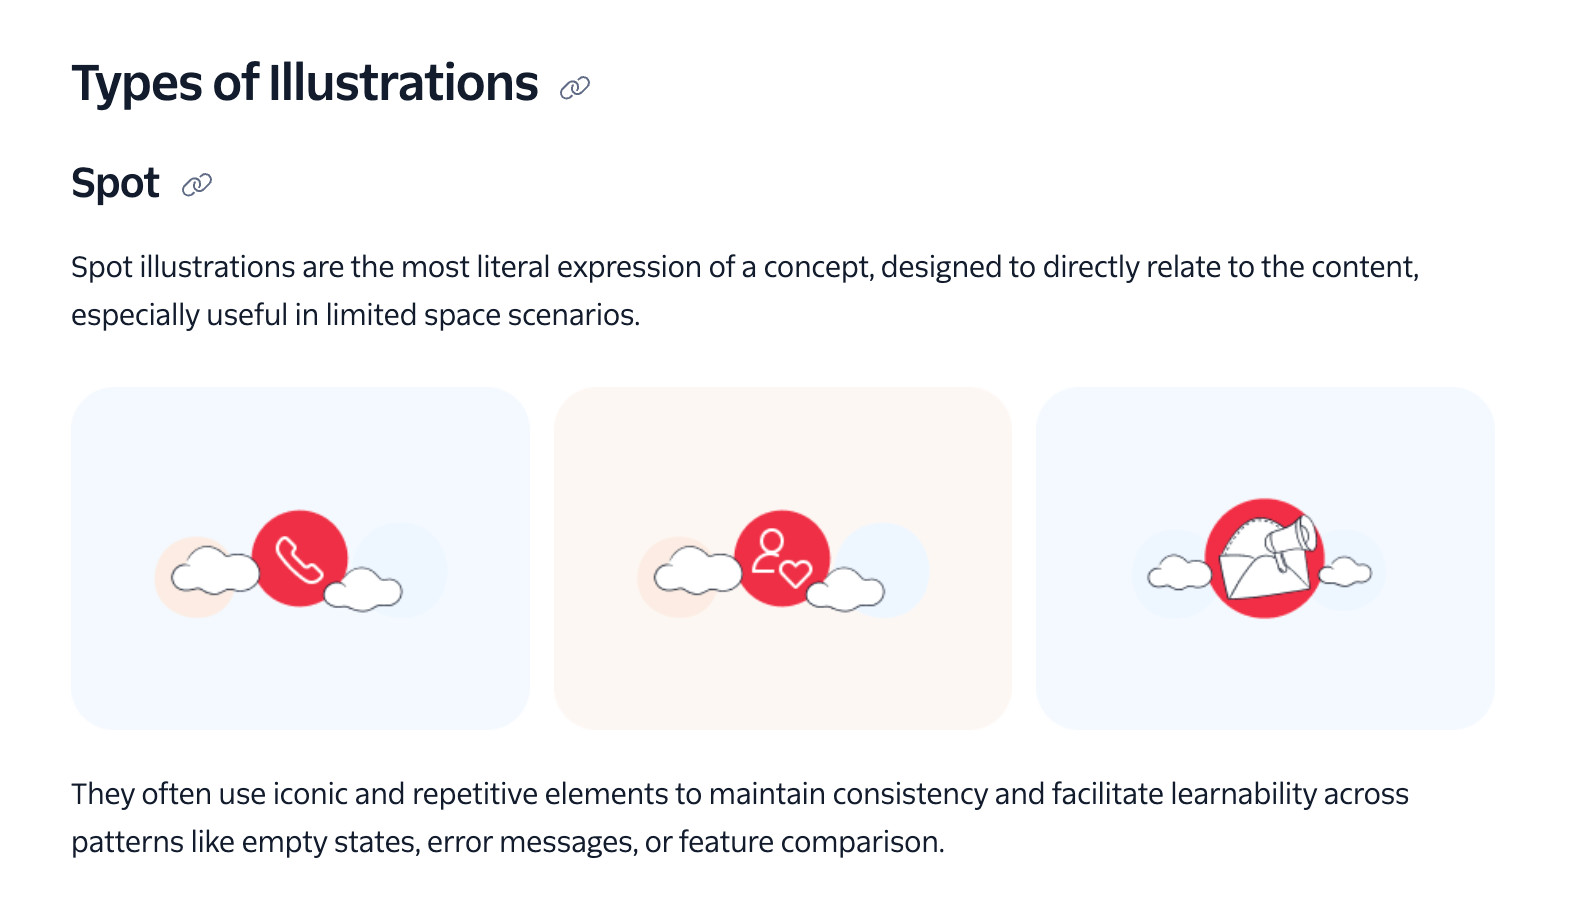 Types of Illustrations
Spot
Spot illustrations are the most literal expression of a concept, designed to directly relate to the content,
especially useful in limited space scenarios.
They often use iconic and repetitive elements to maintain consistency and facilitate learnability across
patterns like empty states, error messages, or feature comparison.